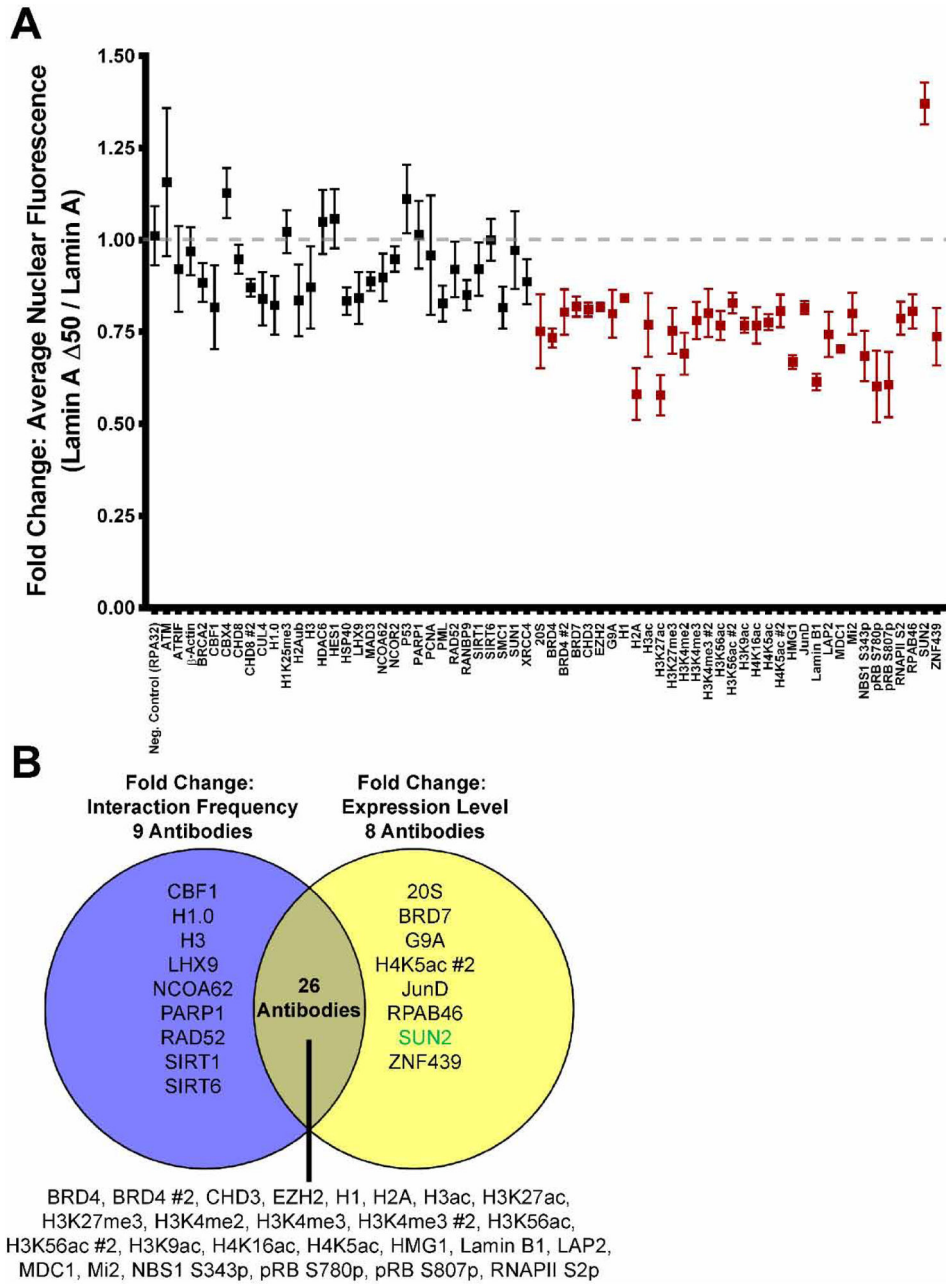 A
Fold Change: Average Nuclear Fluorescence
(Lamin A Δ50 / Lamin A)
1.50
1.25
1.00
0.75
0.50
0.25
0.00
Neg. Control (RPA32)
ATM
ATRIF
β-Actin
BRCA2
CBF1
CBX4
CHD8
CHD8 #2
CUL4
H1.0
H1K25me3
H2Aub
H3
HDAC6
HES1
HSP40
LHX9
MAD3
NCOA62
NCOR2
P53
PARP1
PCNA
PML
RAD52
RANBP9
SIRT1
SIRT6
SMC1
SUN1
XRCC4
20S
BRD4
BRD4 #2
BRD7
CHD3
EZH2
G9A
H1
H2A
H3ac
H3K27ac
H3K27me3
H3K4me2
H3K4me3
H3K4me3 #2
H3K56ac
H3K56ac #2
H3K9ac
H4K16ac
H4K5ac
H4K5ac #2
HMG1
JunD
Lamin B1
LAP2
MDC1
Mi2
NBS1 S343p
pRB S780p
pRB S807p
RNAPII S2
RPAB46
SUN2
ZNF439
B
Fold Change:
Interaction Frequency
9 Antibodies
Fold Change:
Expression Level
8 Antibodies
CBF1
H1.0
H3
LHX9
NCOA62
PARP1
RAD52
SIRT1
SIRT6
26
Antibodies
20S
BRD7
G9A
H4K5ac #2
JunD
RPAB46
SUN2
ZNF439
BRD4, BRD4 #2, CHD3, EZH2, H1, H2A, H3ac, H3K27ac,
H3K27me3, H3K4me2, H3K4me3, H3K4me3 #2, H3K56ac,
H3K56ac #2, H3K9ac, H4K16ac, H4K5ac, HMG1, Lamin B1, LAP2,
MDC1, Mi2, NBS1 S343p, pRB S780p, pRB S807p, RNAPII S2p